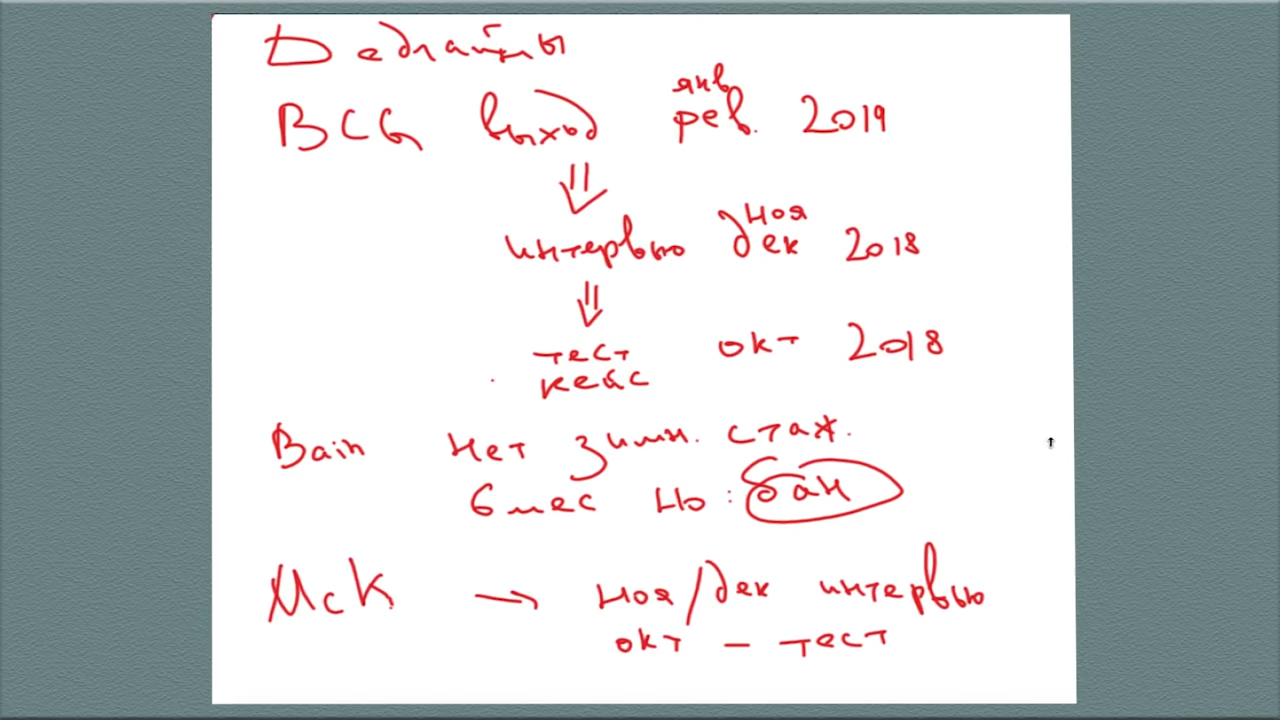 Дедлайны
янв
BCG выход фев. 2019
ноя
интервью дек 2018
тест окт 2018
кейс
Bain нет зимн. стаж.
6 мес но: бан
McK → ноя/дек интервью
окт – тест